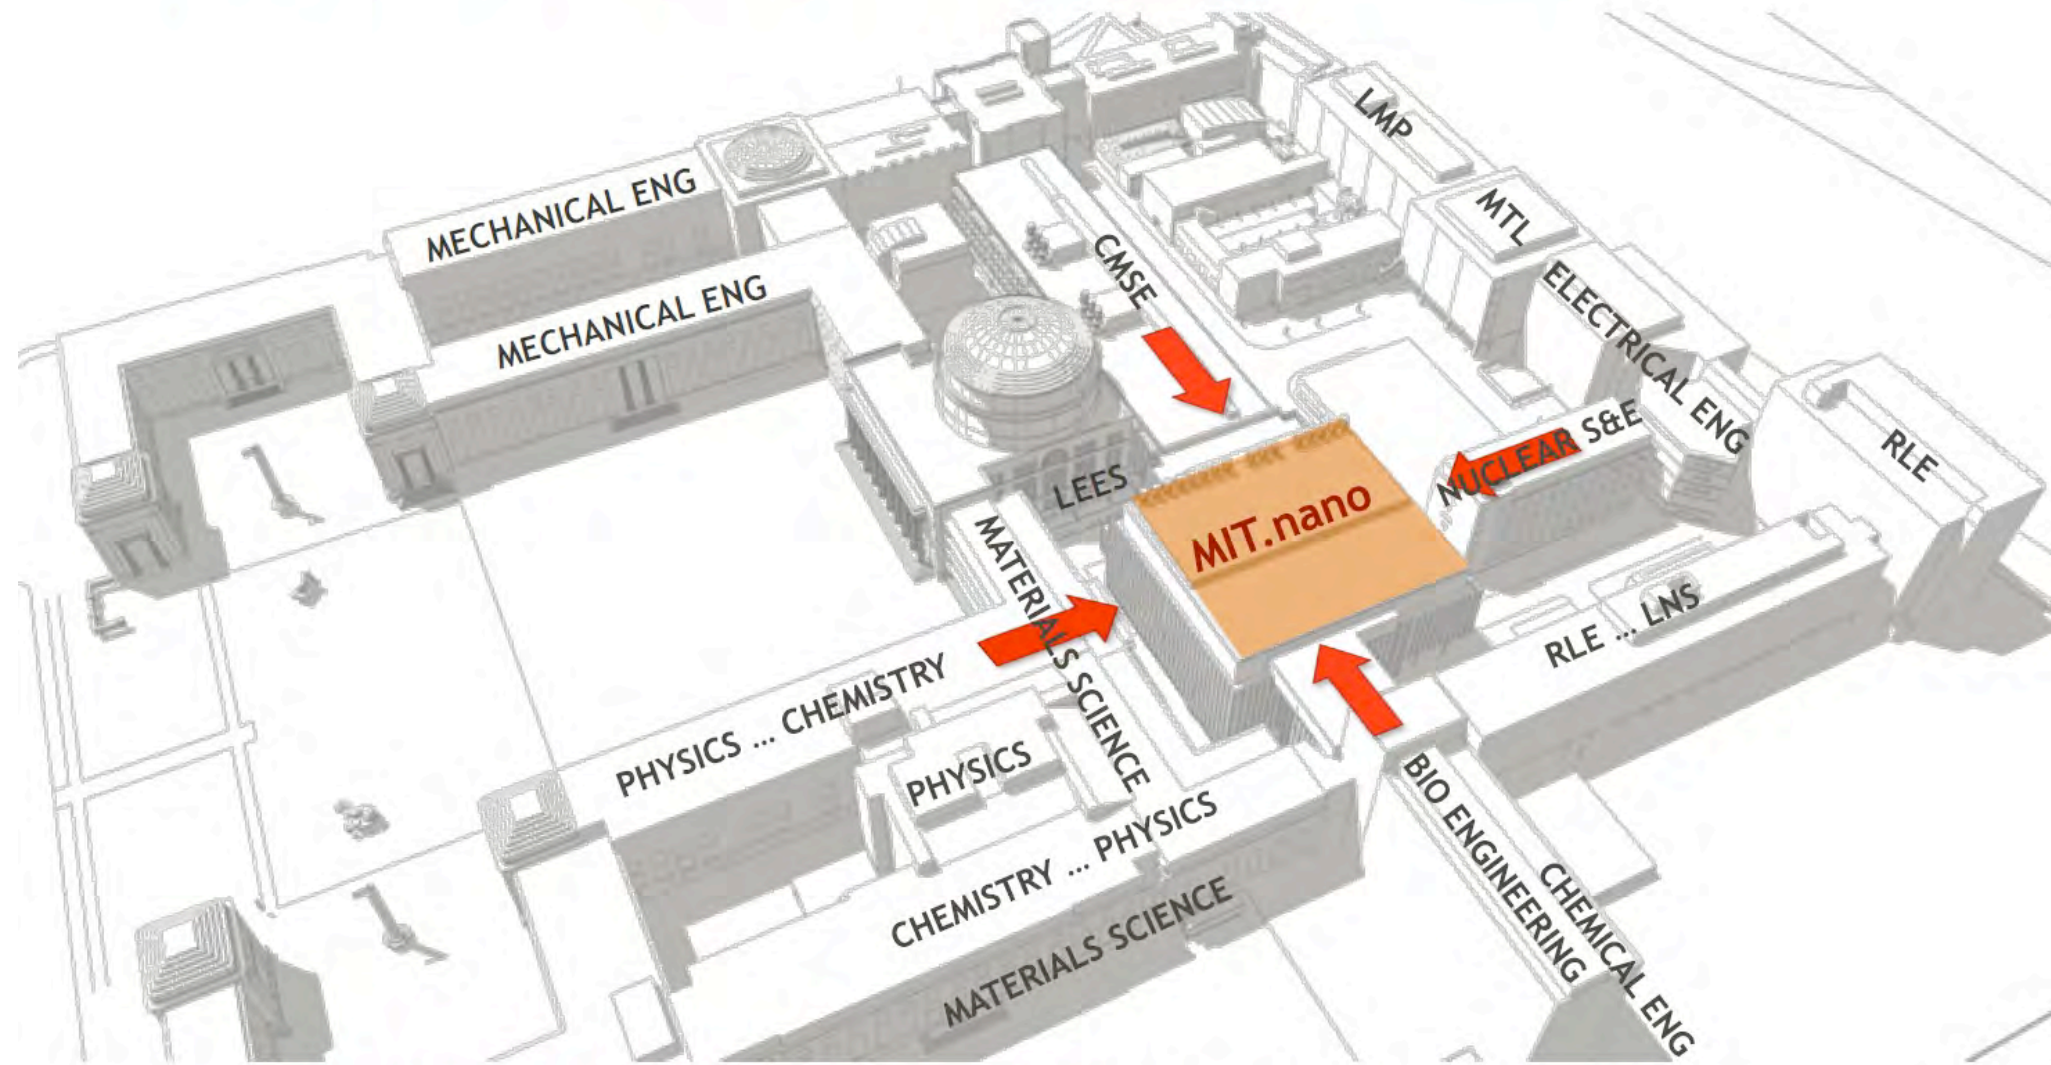 LMP
MECHANICAL ENG
MTL
CMSE
MECHANICAL ENG
ELECTRICAL ENG
NUCLEAR S&E
RLE
LEES
MIT.nano
MATERIALS SCIENCE
RLE ... LNS
PHYSICS ... CHEMISTRY
PHYSICS
CHEMISTRY ... PHYSICS
BIO ENGINEERING
CHEMICAL ENG
MATERIALS SCIENCE